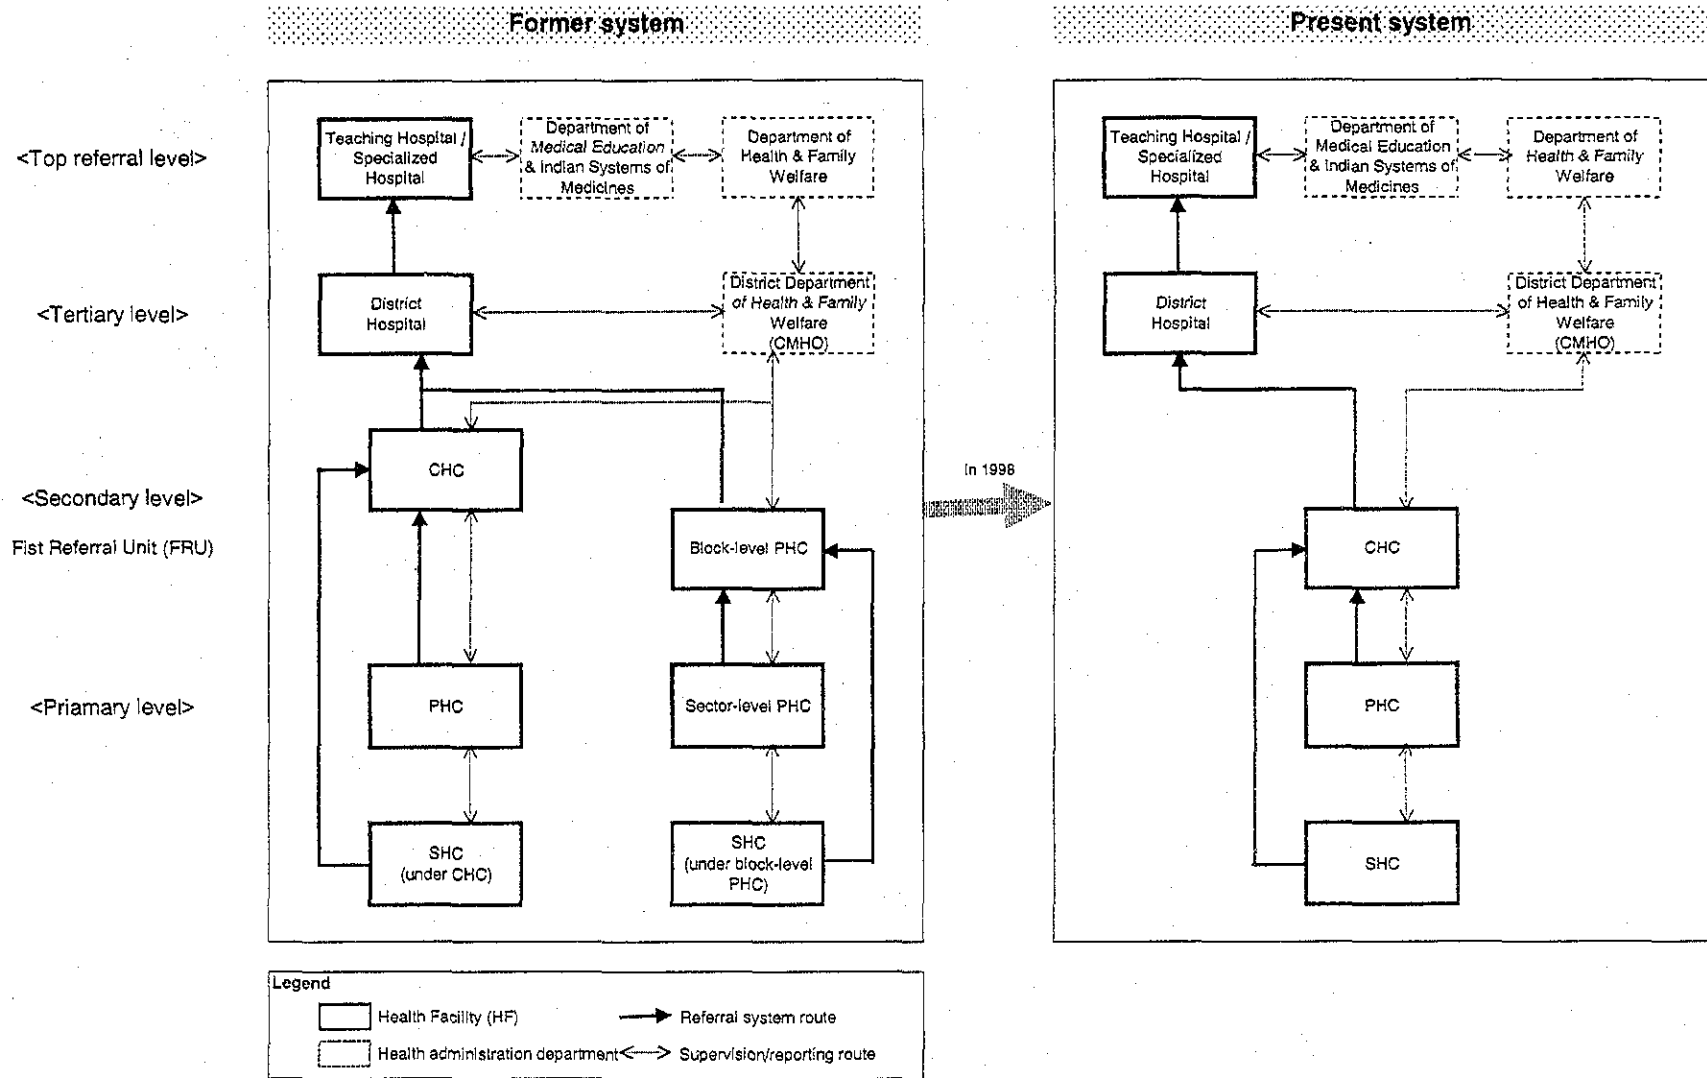 Former system
Present system
<Top referral level>
Teaching Hospital /
Specialized
Hospital
Department of
Medical Education
& Indian Systems of
Medicines
Department of
Health & Family
Welfare
Teaching Hospital /
Specialized
Hospital
Department of
Medical Education
& Indian Systems of
Medicines
Department of
Health & Family
Welfare
<Tertiary level>
District
Hospital
District Department
of Health & Family
Welfare
(CMHO)
District
Hospital
District Department
of Health & Family
Welfare
(CMHO)
<Secondary level>
Fist Referral Unit (FRU)
CHC
Block-level PHC
In 1998
CHC
<Priamary level>
PHC
Sector-level PHC
PHC
SHC
(under CHC)
SHC
(under block-level
PHC)
SHC
Legend
Health Facility (HF)
Referral system route
Health administration department
Supervision/reporting route